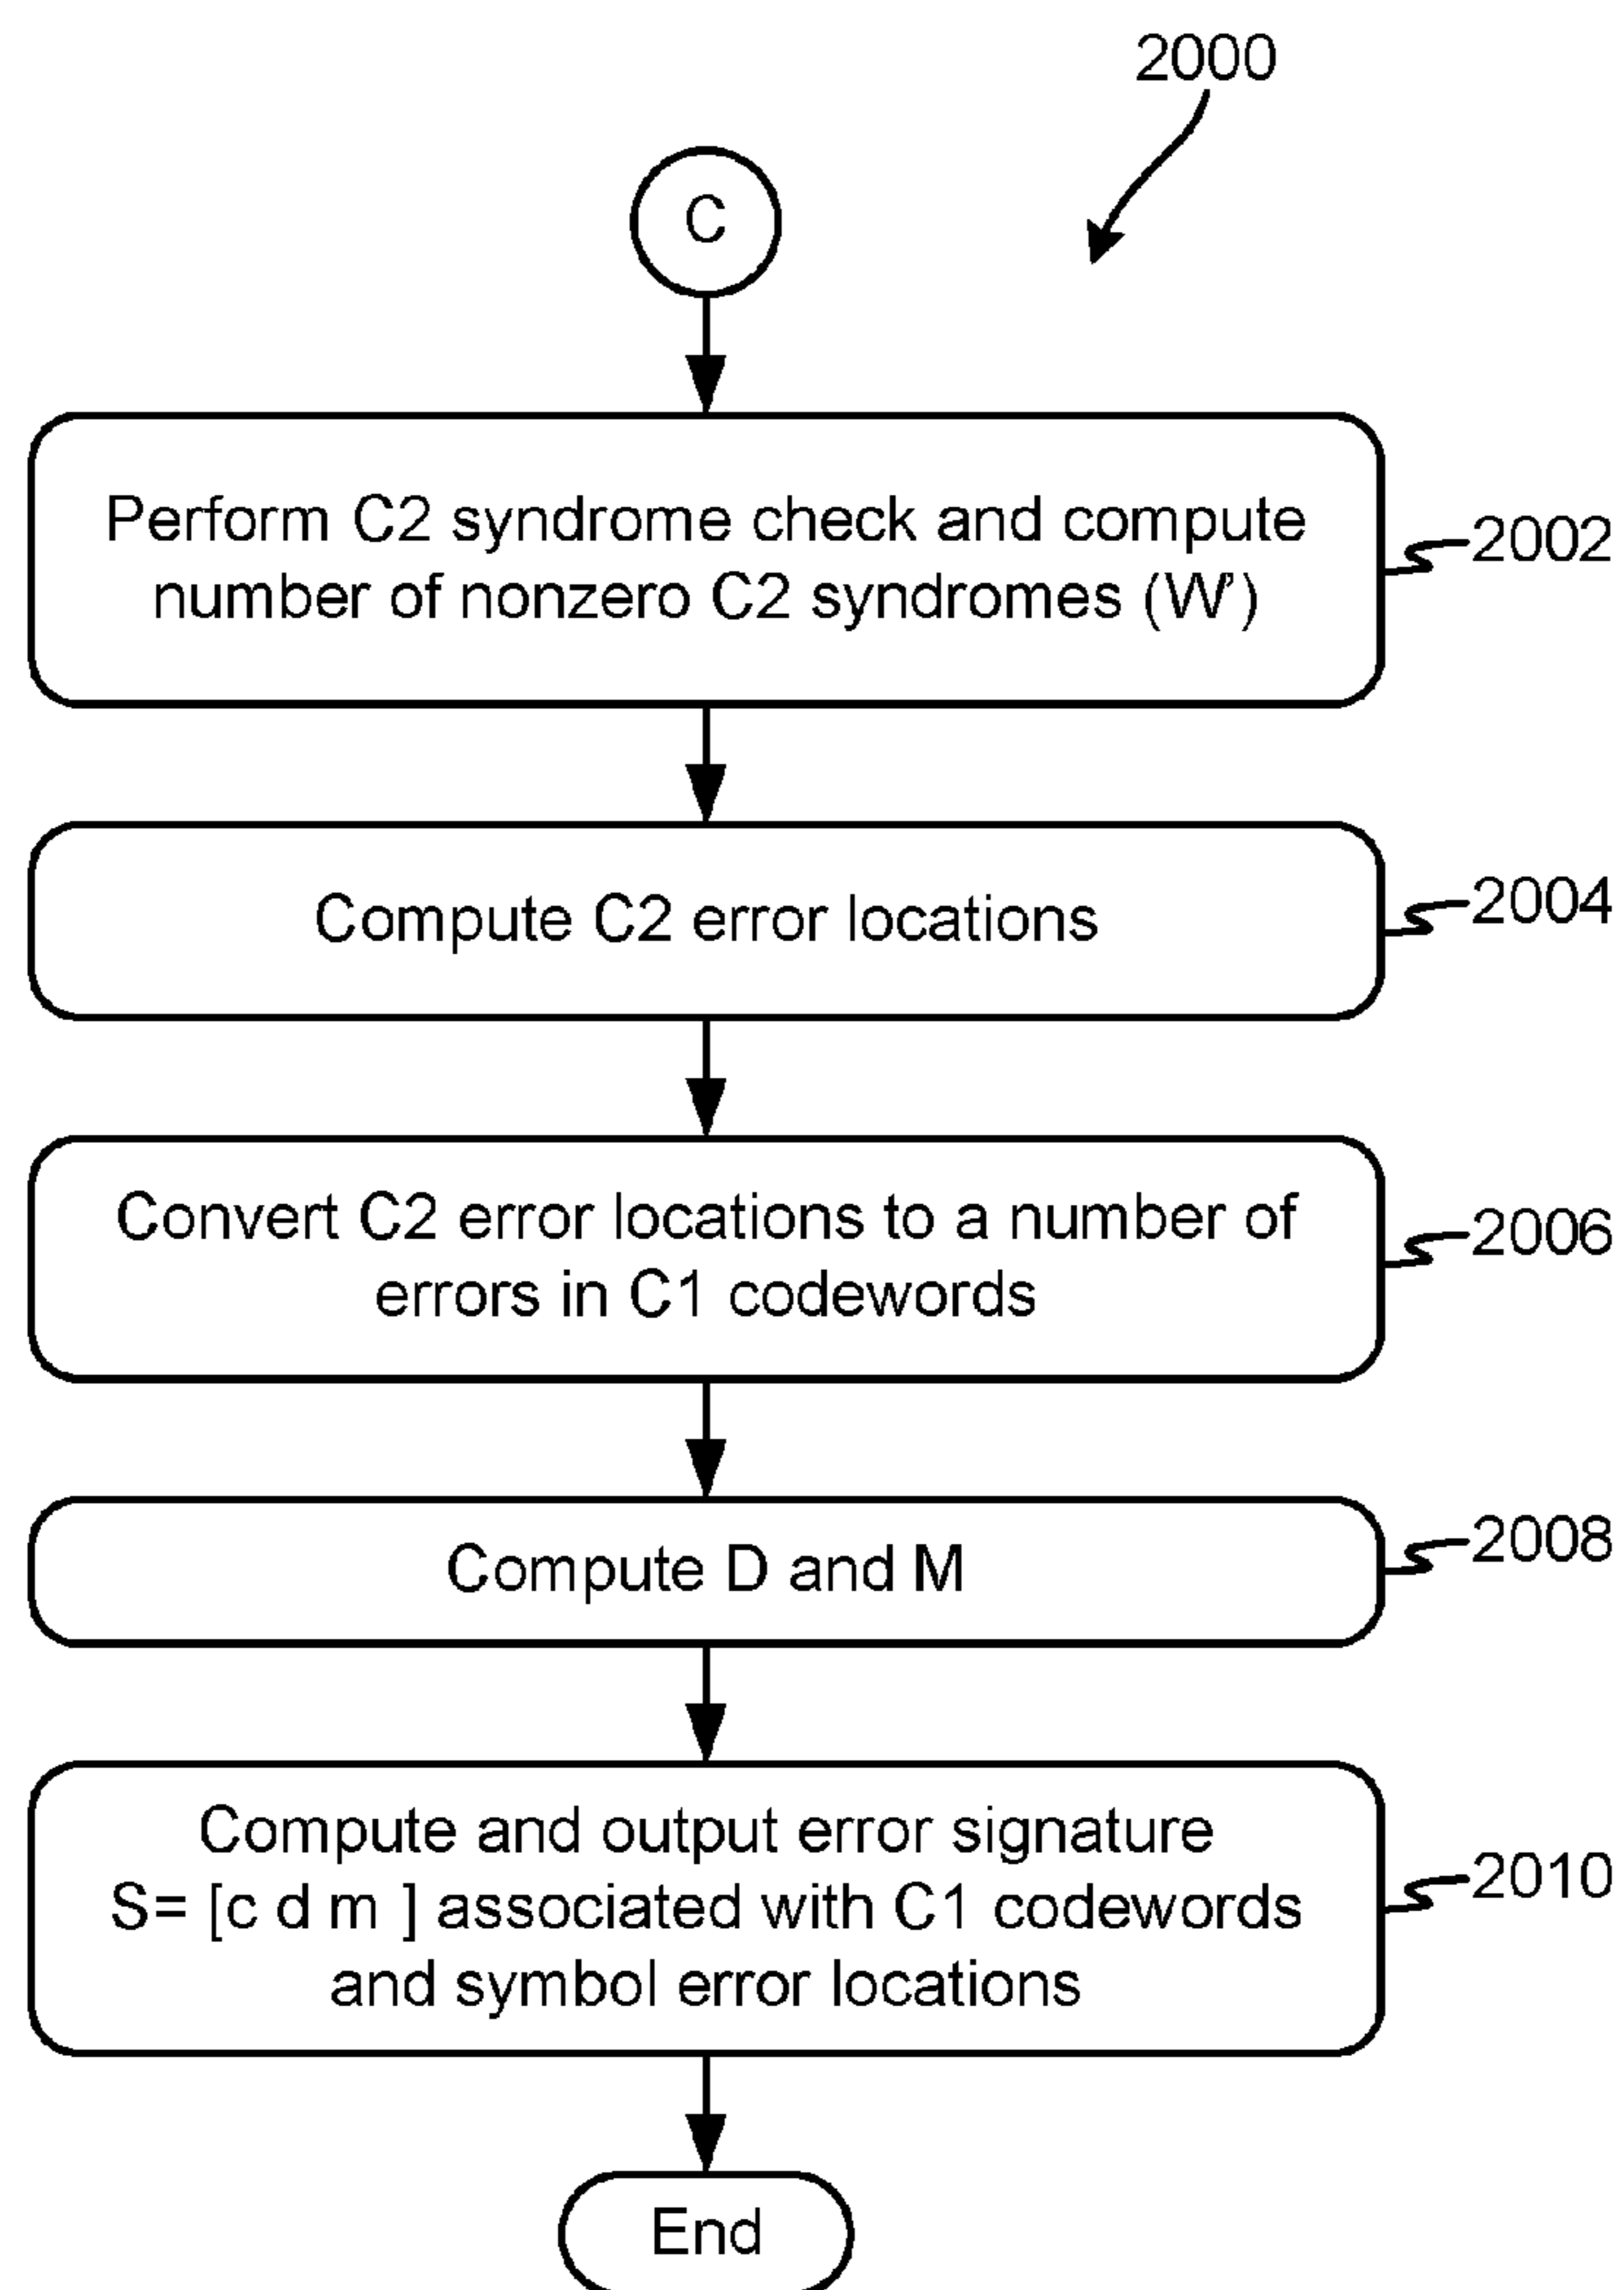 2000
C
Perform C2 syndrome check and compute
number of nonzero C2 syndromes (W')
2002
Compute C2 error locations
2004
Convert C2 error locations to a number of
errors in C1 codewords
2006
Compute D and M
2008
Compute and output error signature
S= [c d m ] associated with C1 codewords
and symbol error locations
2010
End